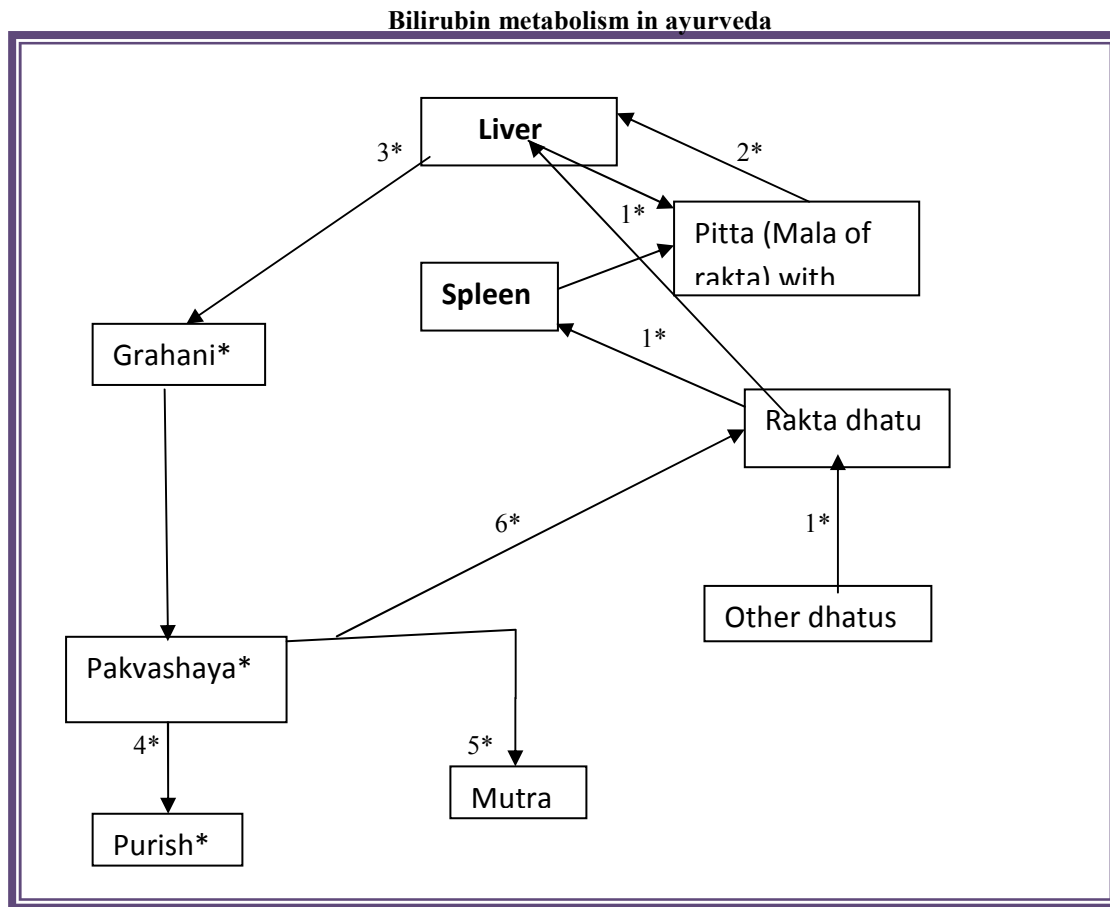 Bilirubin metabolism in ayurveda
Liver
3*
2*
1*
Pitta (Mala of
rakta) with
Spleen
1*
Grahani*
Rakta dhatu
6*
1*
Other dhatus
Pakvashaya*
4*
5*
Mutra
Purish*